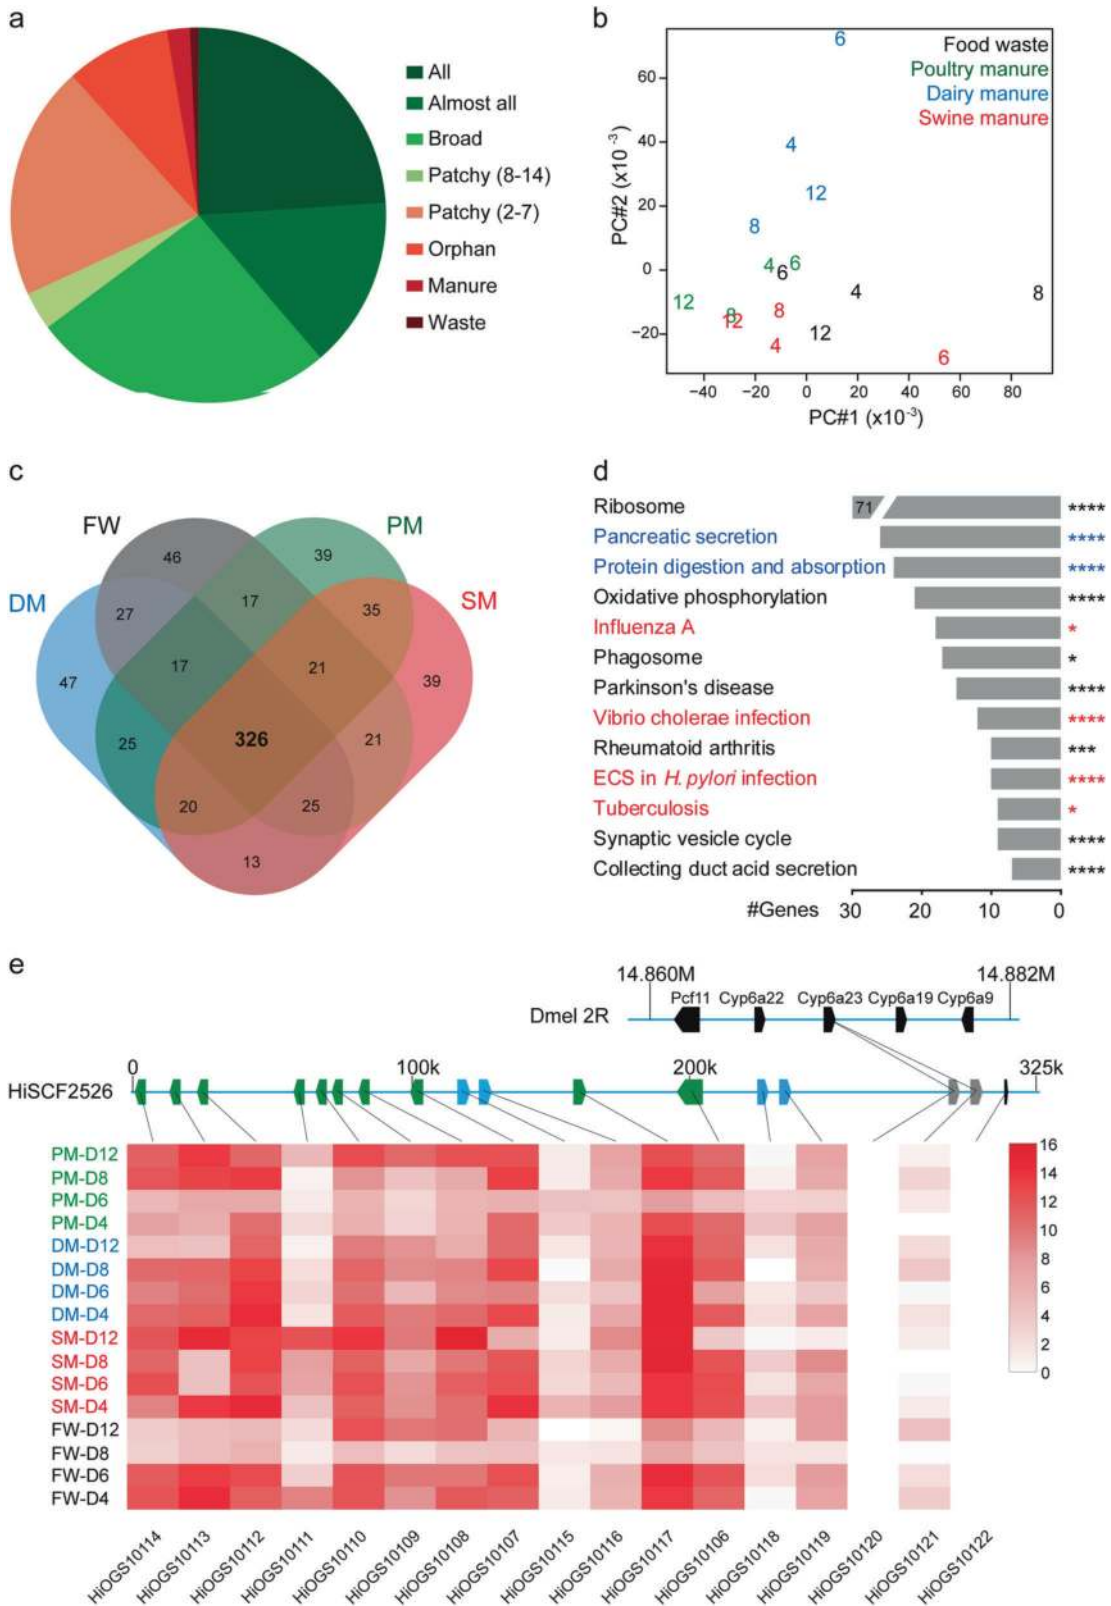 a
All
Almost all
Broad
Patchy (8-14)
Patchy (2-7)
Orphan
Manure
Waste
b
Food waste
Poultry manure
Dairy manure
Swine manure
PC#2 (x10⁻³)
60
40
20
0
−20
6
4
12
8
4 6
6
4
8
12
8
12
8
4
12
6
−40 −20 0 20 40 60 80
PC#1 (x10⁻³)
c
FW
PM
DM
SM
46
39
27
17
35
47
17
21
39
25
326
21
20
25
13
d
Ribosome 71 ****
Pancreatic secretion ****
Protein digestion and absorption ****
Oxidative phosphorylation ****
Influenza A *
Phagosome *
Parkinson's disease ****
Vibrio cholerae infection ****
Rheumatoid arthritis ***
ECS in H. pylori infection ****
Tuberculosis *
Synaptic vesicle cycle ****
Collecting duct acid secretion ****
#Genes 30 20 10 0
e
14.860M 14.882M
Pcf11 Cyp6a22 Cyp6a23 Cyp6a19 Cyp6a9
Dmel 2R
0 100k 200k 325k
HiSCF2526
PM-D12
PM-D8
PM-D6
PM-D4
DM-D12
DM-D8
DM-D6
DM-D4
SM-D12
SM-D8
SM-D6
SM-D4
FW-D12
FW-D8
FW-D6
FW-D4
16
14
12
10
8
6
4
2
0
HiOGS10114
HiOGS10113
HiOGS10112
HiOGS10111
HiOGS10110
HiOGS10109
HiOGS10108
HiOGS10107
HiOGS10115
HiOGS10116
HiOGS10117
HiOGS10106
HiOGS10118
HiOGS10119
HiOGS10120
HiOGS10121
HiOGS10122